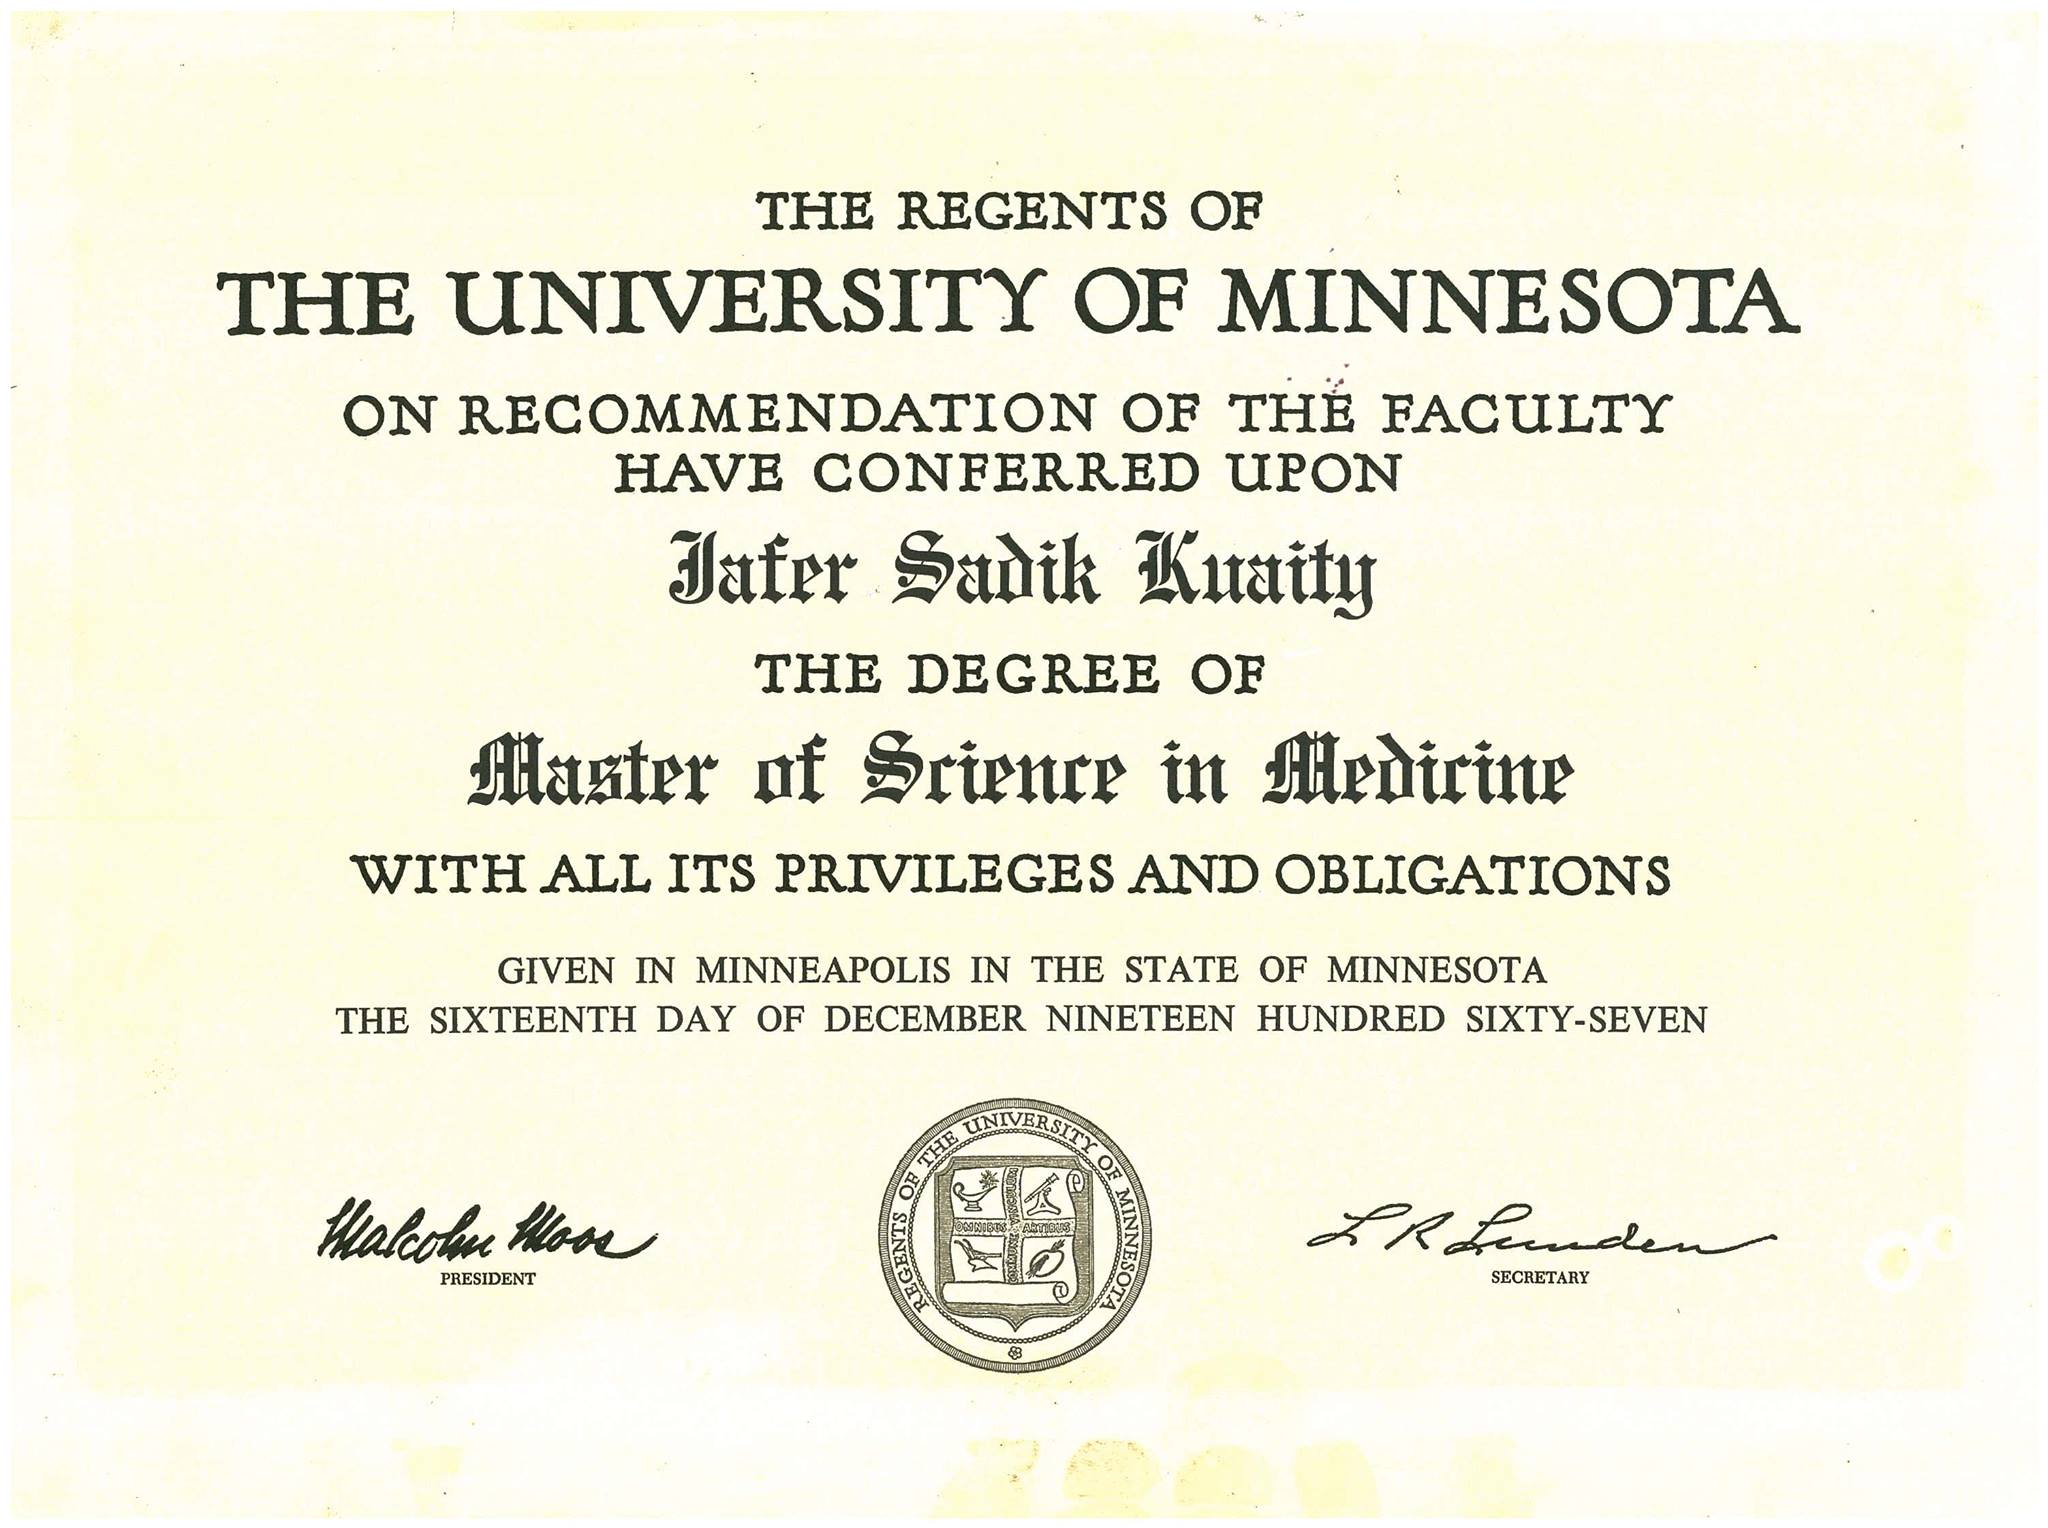 THE REGENTS OF
THE UNIVERSITY OF MINNESOTA
ON RECOMMENDATION OF THE FACULTY
HAVE CONFERRED UPON
Jafer Sadik Kuaity
THE DEGREE OF
Master of Science in Medicine
WITH ALL ITS PRIVILEGES AND OBLIGATIONS
GIVEN IN MINNEAPOLIS IN THE STATE OF MINNESOTA
THE SIXTEENTH DAY OF DECEMBER NINETEEN HUNDRED SIXTY-SEVEN
Malcolm Moos
PRESIDENT
REGENTS OF THE UNIVERSITY OF MINNESOTA
OMNIBUS ARTIBUS
COMMUNE VINCULUM
L R Lunden
SECRETARY